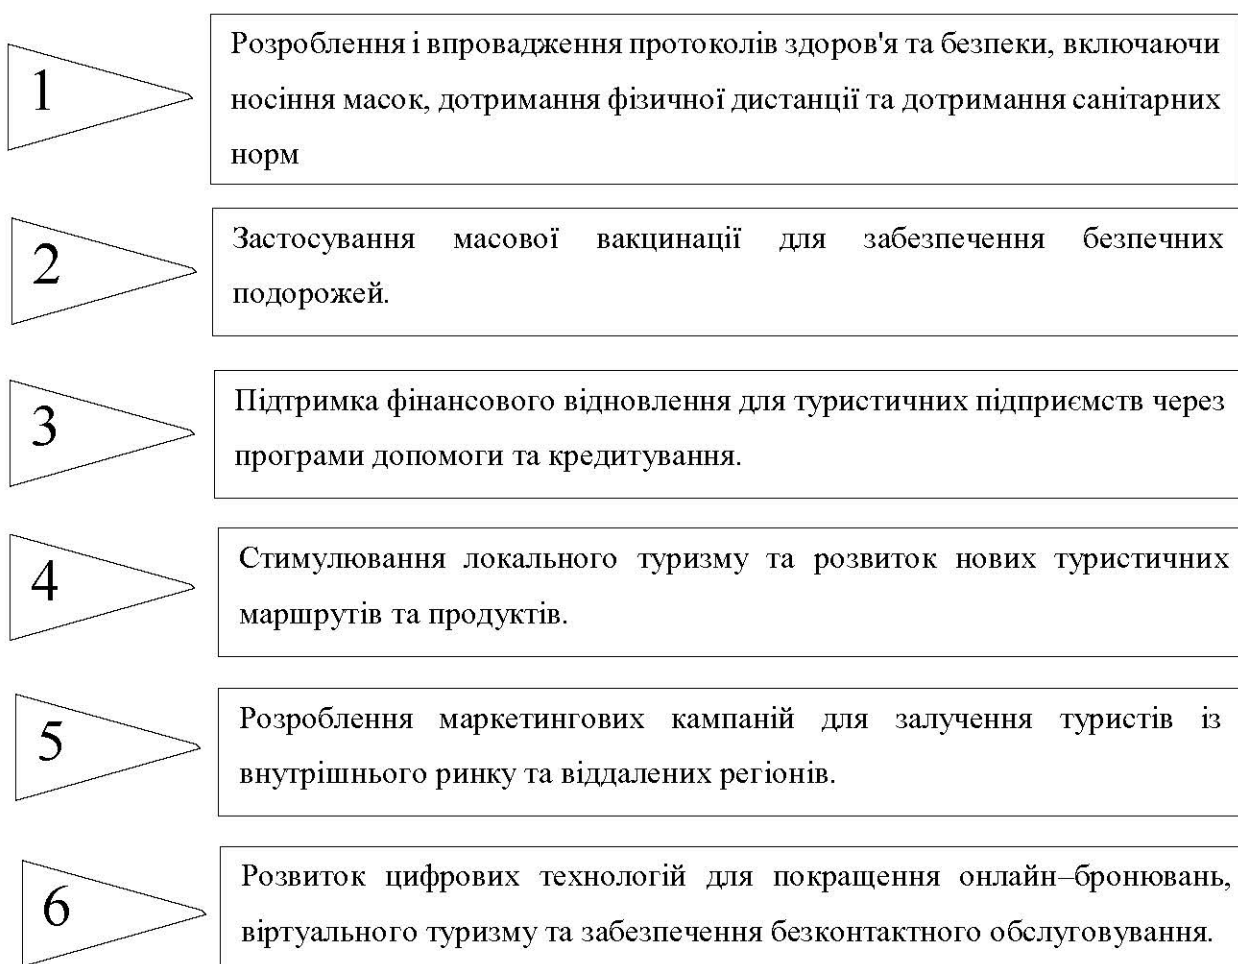 1
Розроблення і впровадження протоколів здоров'я та безпеки, включаючи
носіння масок, дотримання фізичної дистанції та дотримання санітарних
норм
2
Застосування масової вакцинації для забезпечення безпечних
подорожей.
3
Підтримка фінансового відновлення для туристичних підприємств через
програми допомоги та кредитування.
4
Стимулювання локального туризму та розвиток нових туристичних
маршрутів та продуктів.
5
Розроблення маркетингових кампаній для залучення туристів із
внутрішнього ринку та віддалених регіонів.
6
Розвиток цифрових технологій для покращення онлайн–бронювань,
віртуального туризму та забезпечення безконтактного обслуговування.